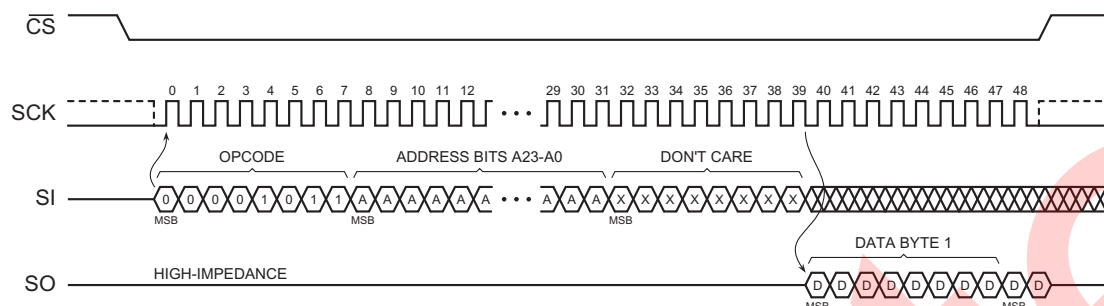 CS
0 1 2 3 4 5 6 7 8 9 10 11 12 29 30 31 32 33 34 35 36 37 38 39 40 41 42 43 44 45 46 47 48
SCK
OPCODE ADDRESS BITS A23-A0 DON'T CARE
SI 0 0 0 0 1 0 1 1 A A A A A A A A A X X X X X X X X
MSB MSB MSB
DATA BYTE 1
HIGH-IMPEDANCE
SO D D D D D D D D D D
MSB MSB